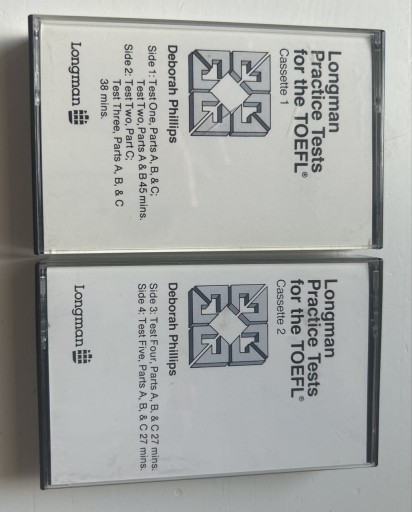 Longman
Practice Tests
for the TOEFL®
Cassette 1
Deborah Phillips
Side 1: Test One, Parts A, B, & C;
Test Two, Parts A & B 45 mins.
Side 2: Test Two, Part C;
Test Three, Parts A, B, & C
38 mins.
Longman
Longman
Practice Tests
for the TOEFL®
Cassette 2
Deborah Phillips
Side 3: Test Four, Parts A, B, & C 27 mins.
Side 4: Test Five, Parts A, B, & C 27 mins.
Longman